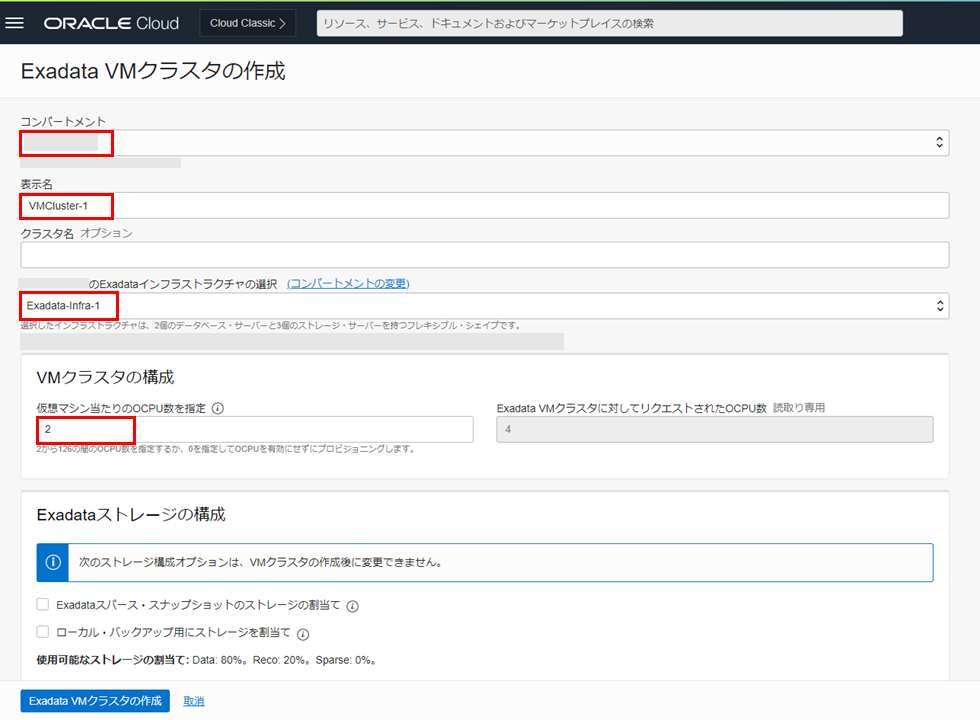 ORACLE Cloud
Cloud Classic
リソース、サービス、ドキュメントおよびマーケットプレイスの検索
Exadata VMクラスタの作成
コンパートメント
表示名
VMCluster-1
クラスタ名 オプション
のExadataインフラストラクチャの選択 (コンパートメントの変更)
Exadata-Infra-1
選択したインフラストラクチャは、2個のデータベース・サーバーと3個のストレージ・サーバーを持つフレキシブル・シェイプです。
VMクラスタの構成
仮想マシン当たりのOCPU数を指定
2
2から126の間のOCPU数を指定するか、0を指定してOCPUを有効にせずにプロビジョニングします。
Exadata VMクラスタに対してリクエストされたOCPU数 読取り専用
4
Exadataストレージの構成
次のストレージ構成オプションは、VMクラスタの作成後に変更できません。
Exadataスパース・スナップショットのストレージの割当て
ローカル・バックアップ用にストレージを割当て
使用可能なストレージの割当て: Data: 80%。Reco: 20%。Sparse: 0%。
Exadata VMクラスタの作成
取消